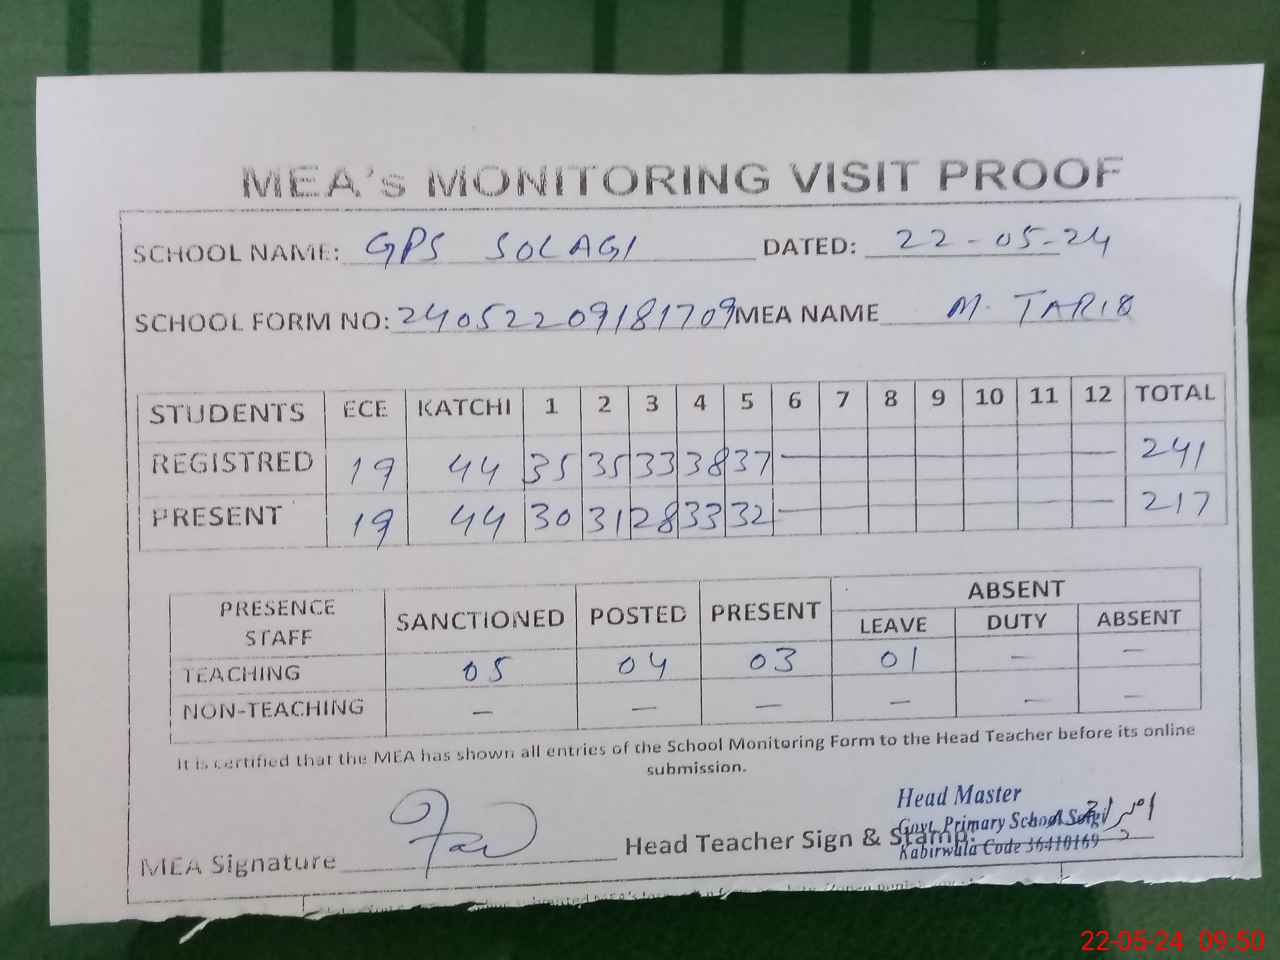 MEA's MONITORING VISIT PROOF
SCHOOL NAME: GPS SOLAGI DATED: 22-05-24
SCHOOL FORM NO: 24052209181709 MEA NAME M. TARIQ
STUDENTS ECE KATCHI 1 2 3 4 5 6 7 8 9 10 11 12 TOTAL
REGISTRED 19 44 35 35 33 38 37 — — — — — — — 241
PRESENT 19 44 30 31 28 33 32 — — — — — — — 217
PRESENCE STAFF SANCTIONED POSTED PRESENT ABSENT
LEAVE DUTY ABSENT
TEACHING 05 04 03 01 — —
NON-TEACHING — — — — — —
It is certified that the MEA has shown all entries of the School Monitoring Form to the Head Teacher before its online
submission.
Head Master
Govt. Primary School Solgi
Kabirwala Code 36410169
MEA Signature Head Teacher Sign & Stamp:
22-05-24 09:50